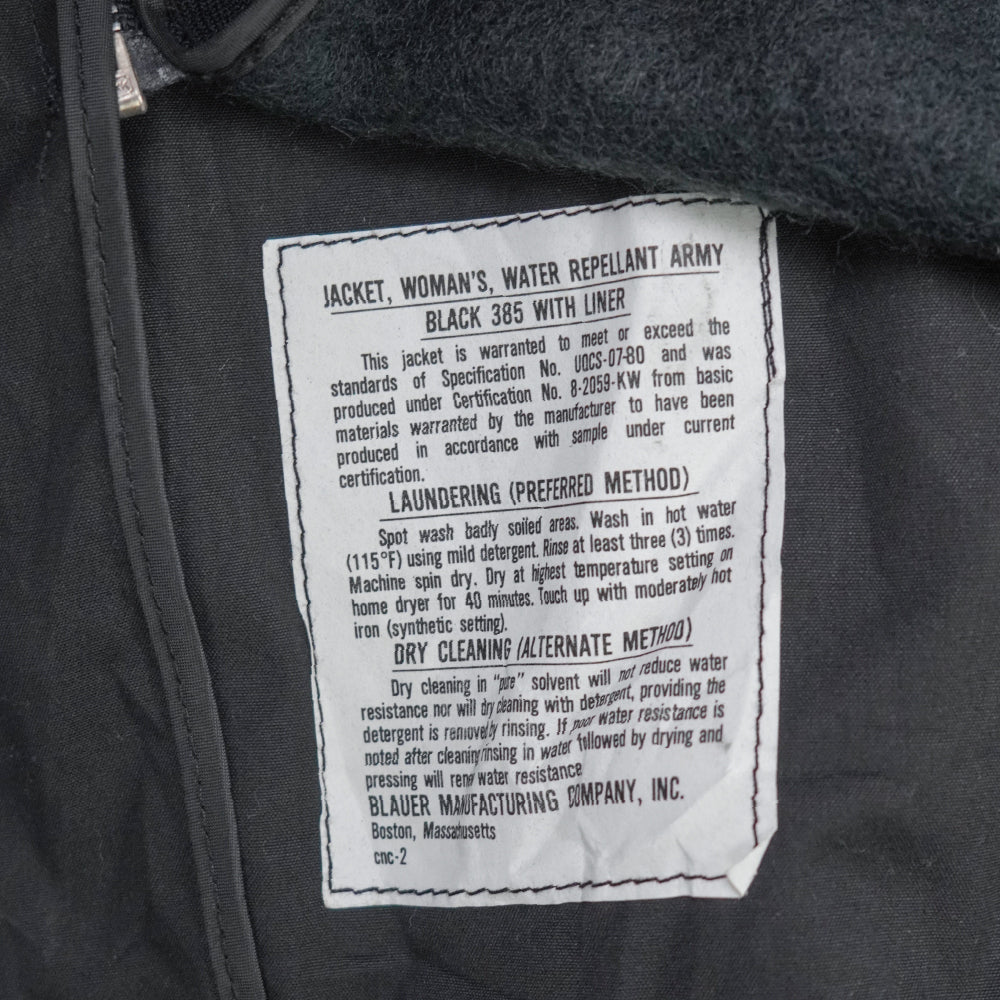 JACKET, WOMAN'S, WATER REPELLANT ARMY
BLACK 385 WITH LINER
This jacket is warranted to meet or exceed the
standards of Specification No. UQCS-07-80 and was
produced under Certification No. 8-2059-KW from basic
materials warranted by the manufacturer to have been
produced in accordance with sample under current
certification.
LAUNDERING (PREFERRED METHOD)
Spot wash badly soiled areas. Wash in hot water
(115°F) using mild detergent. Rinse at least three (3) times.
Machine spin dry. Dry at highest temperature setting on
home dryer for 40 minutes. Touch up with moderately hot
iron (synthetic setting).
DRY CLEANING (ALTERNATE METHOD)
Dry cleaning in "pure" solvent will not reduce water
resistance nor will dry cleaning with detergent, providing the
detergent is removed by rinsing. If poor water resistance is
noted after cleaning rinsing in water followed by drying and
pressing will renew water resistance
BLAUER MANUFACTURING COMPANY, INC.
Boston, Massachusetts
cnc-2